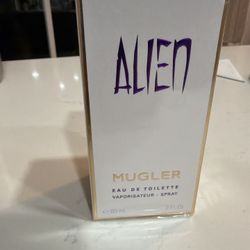 ALIEN
MUGLER
EAU DE TOILETTE
VAPORISATEUR - SPRAY